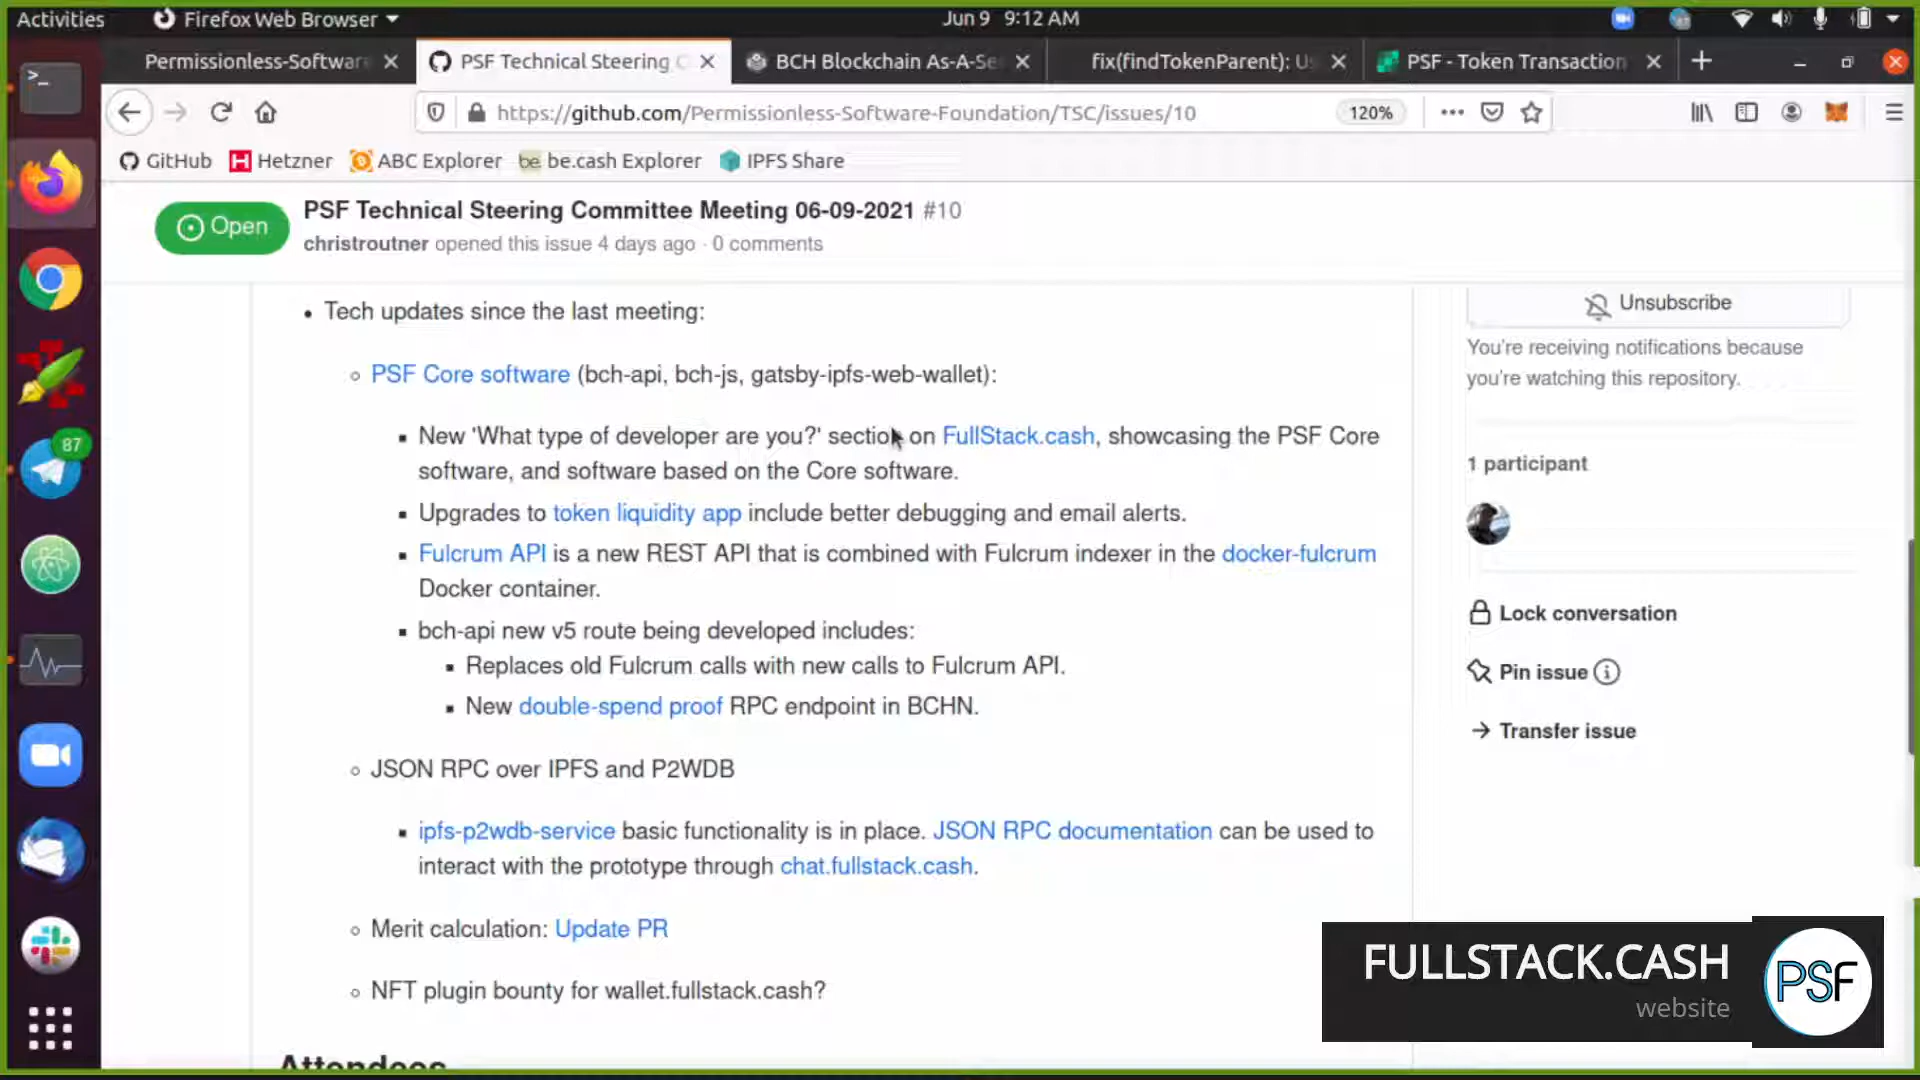 Activities
Firefox Web Browser
Jun 9 9:12 AM
Permissionless-Software
PSF Technical Steering C
BCH Blockchain As-A-Se
fix(findTokenParent): Us
PSF - Token Transaction
https://github.com/Permissionless-Software-Foundation/TSC/issues/10
120%
GitHub
Hetzner
ABC Explorer
be.cash Explorer
IPFS Share
Open
PSF Technical Steering Committee Meeting 06-09-2021 #10
christroutner opened this issue 4 days ago · 0 comments
Tech updates since the last meeting:
PSF Core software (bch-api, bch-js, gatsby-ipfs-web-wallet):
New 'What type of developer are you?' section on FullStack.cash, showcasing the PSF Core
software, and software based on the Core software.
Upgrades to token liquidity app include better debugging and email alerts.
Fulcrum API is a new REST API that is combined with Fulcrum indexer in the docker-fulcrum
Docker container.
bch-api new v5 route being developed includes:
Replaces old Fulcrum calls with new calls to Fulcrum API.
New double-spend proof RPC endpoint in BCHN.
JSON RPC over IPFS and P2WDB
ipfs-p2wdb-service basic functionality is in place. JSON RPC documentation can be used to
interact with the prototype through chat.fullstack.cash.
Merit calculation: Update PR
NFT plugin bounty for wallet.fullstack.cash?
Attendees
Unsubscribe
You're receiving notifications because
you're watching this repository.
1 participant
Lock conversation
Pin issue
Transfer issue
87
FULLSTACK.CASH
website
PSF